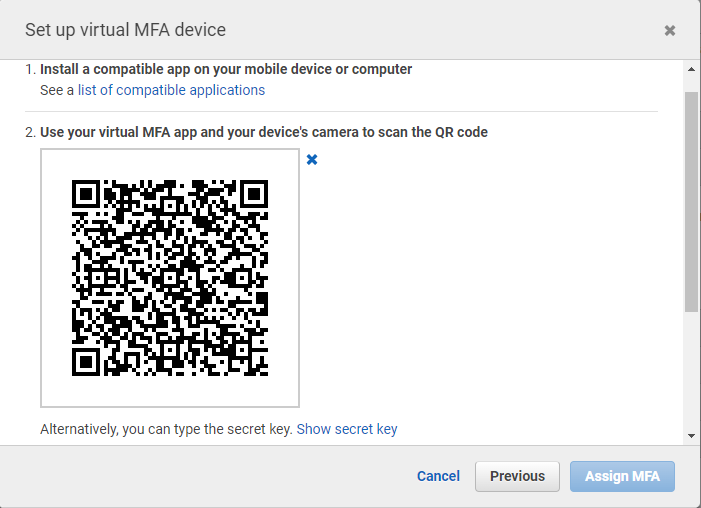 Set up virtual MFA device
1. Install a compatible app on your mobile device or computer
See a list of compatible applications
2. Use your virtual MFA app and your device's camera to scan the QR code
Alternatively, you can type the secret key. Show secret key
Cancel Previous Assign MFA